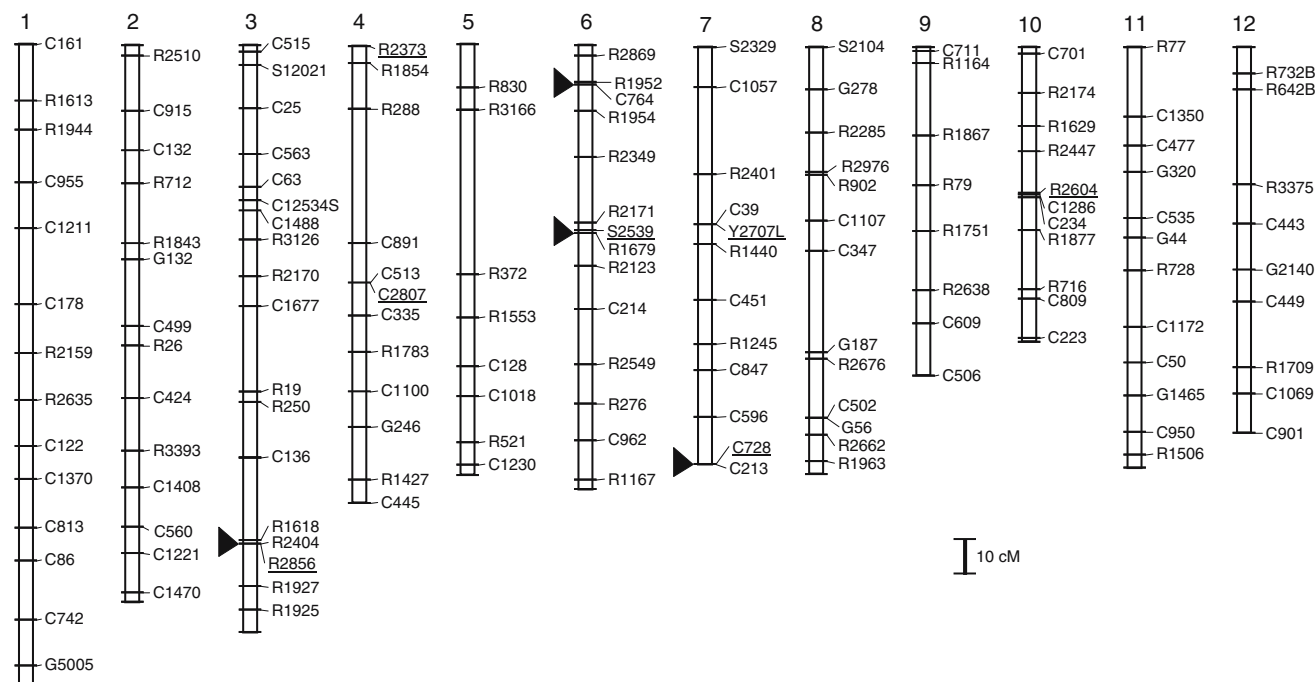 1
C161
R1613
R1944
C955
C1211
C178
R2159
R2635
C122
C1370
C813
C86
C742
G5005
2
R2510
C915
C132
R712
R1843
G132
C499
R26
C424
R3393
C1408
C560
C1221
C1470
3
C515
S12021
C25
C563
C63
C12534S
C1488
R3126
R2170
C1677
R19
R250
C136
R1618
R2404
R2856
R1927
R1925
4
R2373
R1854
R288
C891
C513
C2807
C335
R1783
C1100
G246
R1427
C445
5
R830
R3166
R372
R1553
C128
C1018
R521
C1230
6
R2869
R1952
C764
R1954
R2349
R2171
S2539
R1679
R2123
C214
R2549
R276
C962
R1167
7
S2329
C1057
R2401
C39
Y2707L
R1440
C451
R1245
C847
C596
C728
C213
8
S2104
G278
R2285
R2976
R902
C1107
C347
G187
R2676
C502
G56
R2662
R1963
9
C711
R1164
R1867
R79
R1751
R2638
C609
C506
10
C701
R2174
R1629
R2447
R2604
C1286
C234
R1877
R716
C809
C223
11
R77
C1350
C477
G320
C535
G44
R728
C1172
C50
G1465
C950
R1506
12
R732B
R642B
R3375
C443
G2140
C449
R1709
C1069
C901
10 cM